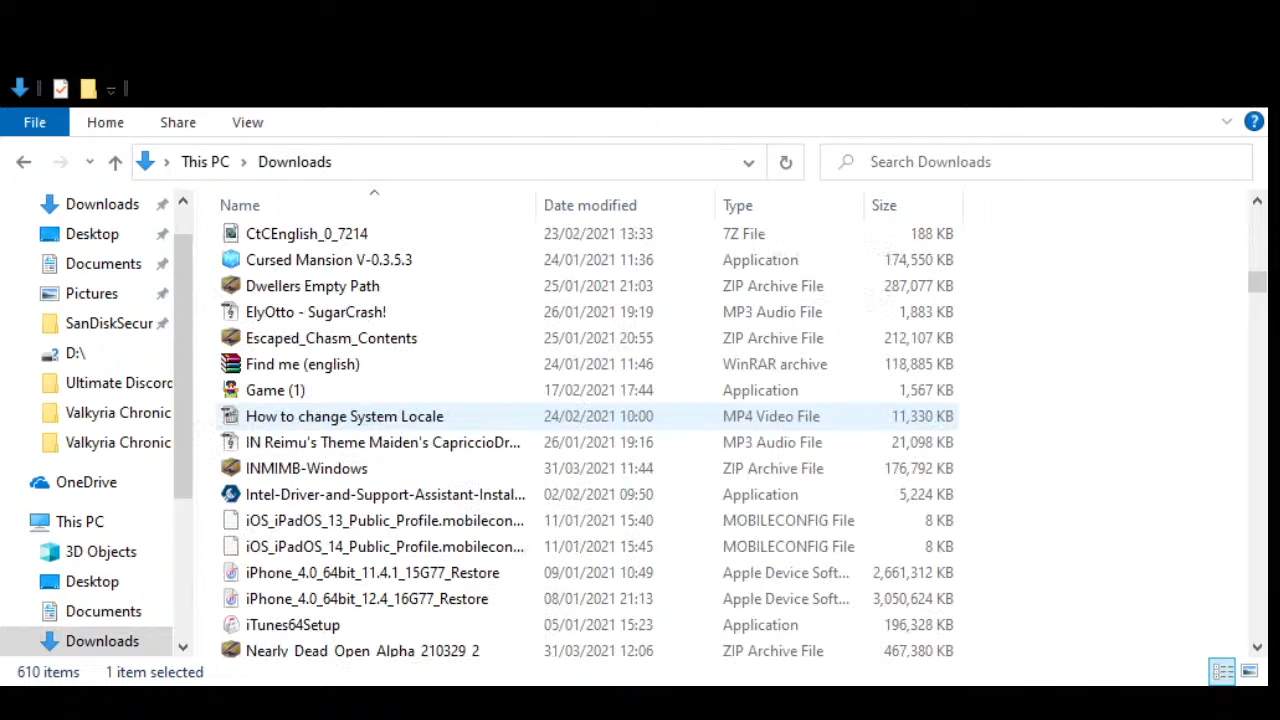 File Home Share View
This PC Downloads Search Downloads
Name Date modified Type Size
Downloads
Desktop
Documents
Pictures
SanDiskSecur
D:\
Ultimate Discord
Valkyria Chronic
Valkyria Chronic
OneDrive
This PC
3D Objects
Desktop
Documents
Downloads
CtCEnglish_0_7214 23/02/2021 13:33 7Z File 188 KB
Cursed Mansion V-0.3.5.3 24/01/2021 11:36 Application 174,550 KB
Dwellers Empty Path 25/01/2021 21:03 ZIP Archive File 287,077 KB
ElyOtto - SugarCrash! 26/01/2021 19:19 MP3 Audio File 1,883 KB
Escaped_Chasm_Contents 25/01/2021 20:55 ZIP Archive File 212,107 KB
Find me (english) 24/01/2021 11:46 WinRAR archive 118,885 KB
Game (1) 17/02/2021 17:44 Application 1,567 KB
How to change System Locale 24/02/2021 10:00 MP4 Video File 11,330 KB
IN Reimu's Theme Maiden's CapriccioDr... 26/01/2021 19:16 MP3 Audio File 21,098 KB
INMIMB-Windows 31/03/2021 11:44 ZIP Archive File 176,792 KB
Intel-Driver-and-Support-Assistant-Instal... 02/02/2021 09:50 Application 5,224 KB
iOS_iPadOS_13_Public_Profile.mobilecon... 11/01/2021 15:40 MOBILECONFIG File 8 KB
iOS_iPadOS_14_Public_Profile.mobilecon... 11/01/2021 15:45 MOBILECONFIG File 8 KB
iPhone_4.0_64bit_11.4.1_15G77_Restore 09/01/2021 10:49 Apple Device Soft... 2,661,312 KB
iPhone_4.0_64bit_12.4_16G77_Restore 08/01/2021 21:13 Apple Device Soft... 3,050,624 KB
iTunes64Setup 05/01/2021 15:23 Application 196,328 KB
Nearly_Dead_Open_Alpha_210329_2 31/03/2021 12:06 ZIP Archive File 467,380 KB
610 items 1 item selected